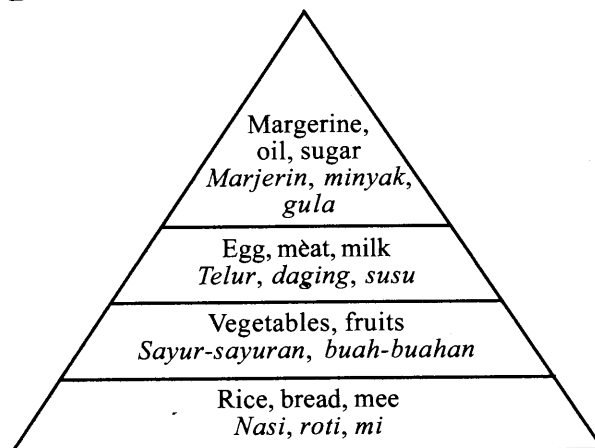 Margerine,
oil, sugar
Marjerin, minyak,
gula
Egg, mèat, milk
Telur, daging, susu
Vegetables, fruits
Sayur-sayuran, buah-buahan
Rice, bread, mee
Nasi, roti, mi